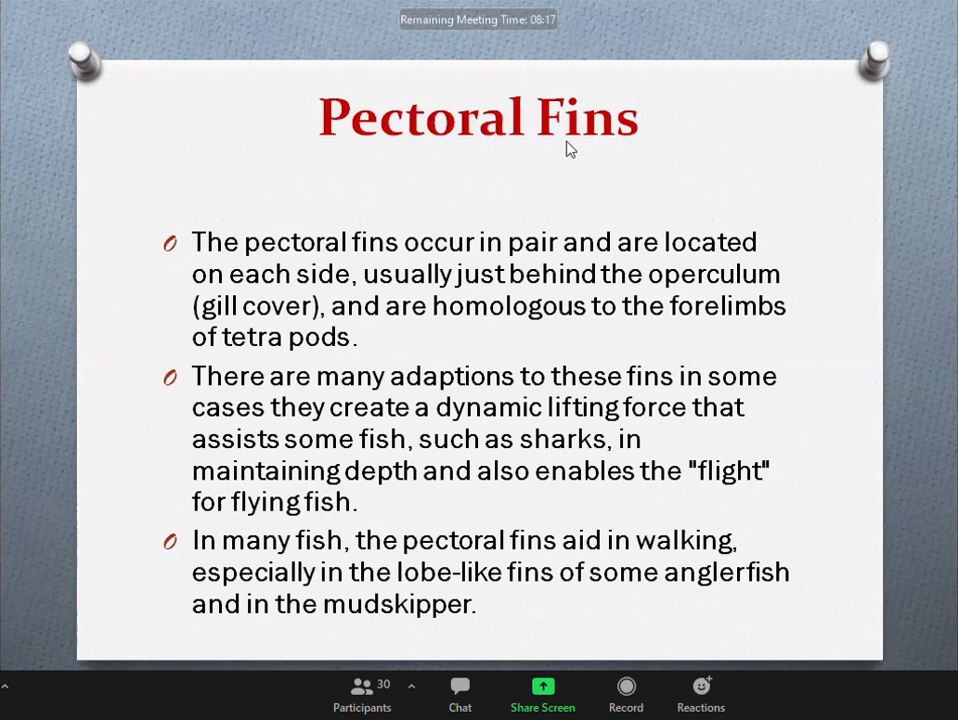 Remaining Meeting Time: 08:17
Pectoral Fins
The pectoral fins occur in pair and are located
on each side, usually just behind the operculum
(gill cover), and are homologous to the forelimbs
of tetra pods.
There are many adaptions to these fins in some
cases they create a dynamic lifting force that
assists some fish, such as sharks, in
maintaining depth and also enables the "flight"
for flying fish.
In many fish, the pectoral fins aid in walking,
especially in the lobe-like fins of some anglerfish
and in the mudskipper.
30
Participants
Chat
Share Screen
Record
Reactions